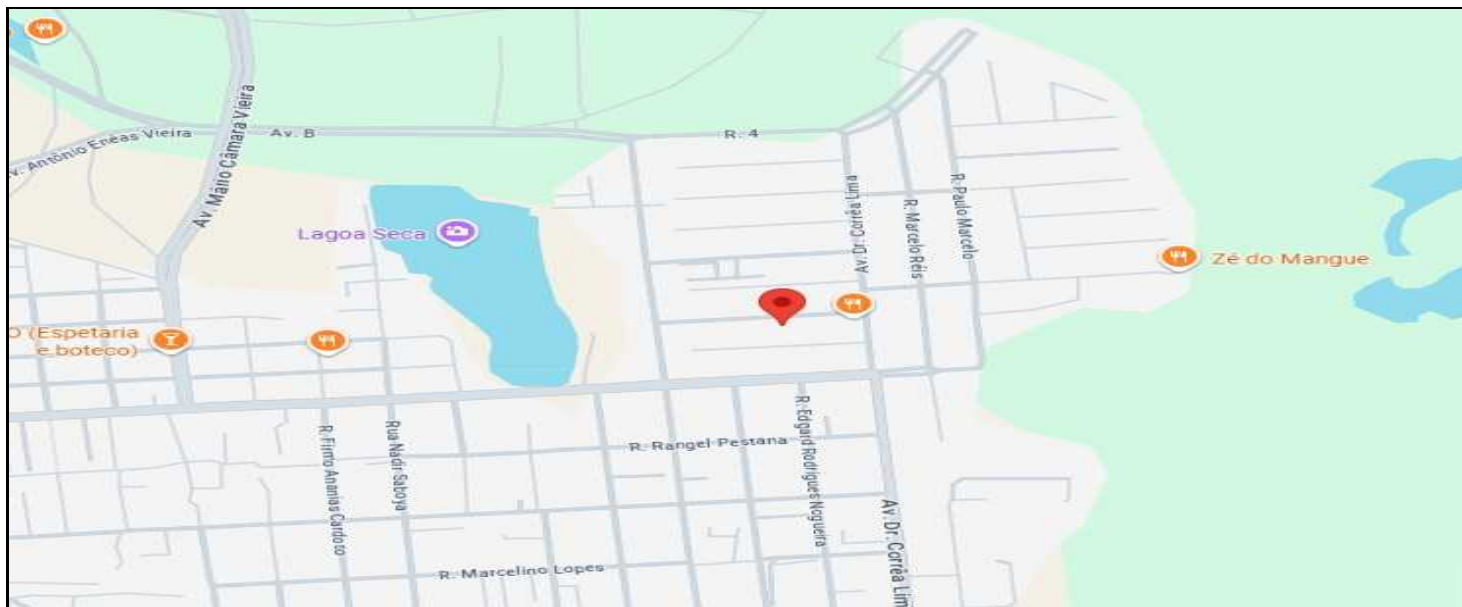 Av. Mário Câmara Vieira
v. Antônio Enéas Vieira
Av. B
R. 4
Av. Dr. Corrêa Lima
R. Marcelo Réis
R. Paulo Marcelo
Lagoa Seca
Zé do Mangue
O (Espetaria
e boteco)
R. Firmo Ananias Cardoso
Rua Nadir Saboya
R. Rangel Pestana
R. Edgard Rodrigues Nogueira
Av. Dr. Corrêa Lim
R. Marcelino Lopes